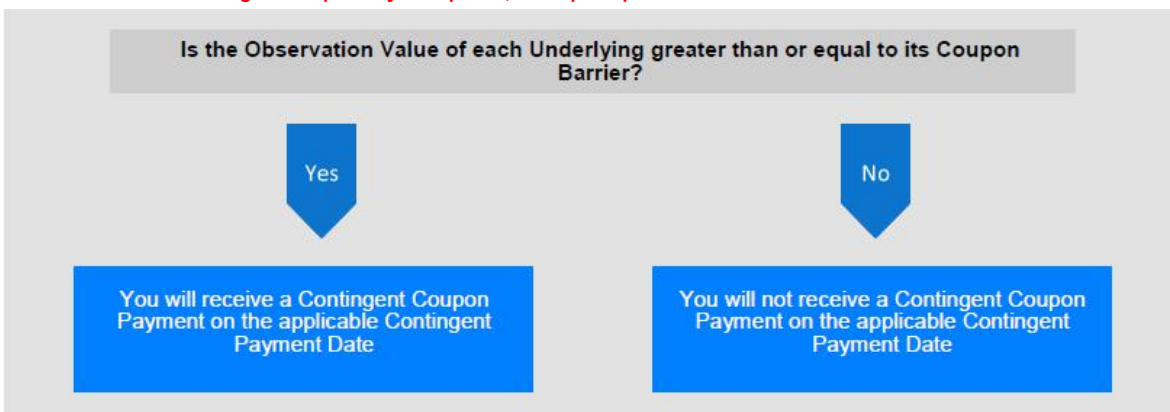 Is the Observation Value of each Underlying greater than or equal to its Coupon
Barrier?
Yes
No
You will receive a Contingent Coupon
Payment on the applicable Contingent
Payment Date
You will not receive a Contingent Coupon
Payment on the applicable Contingent
Payment Date